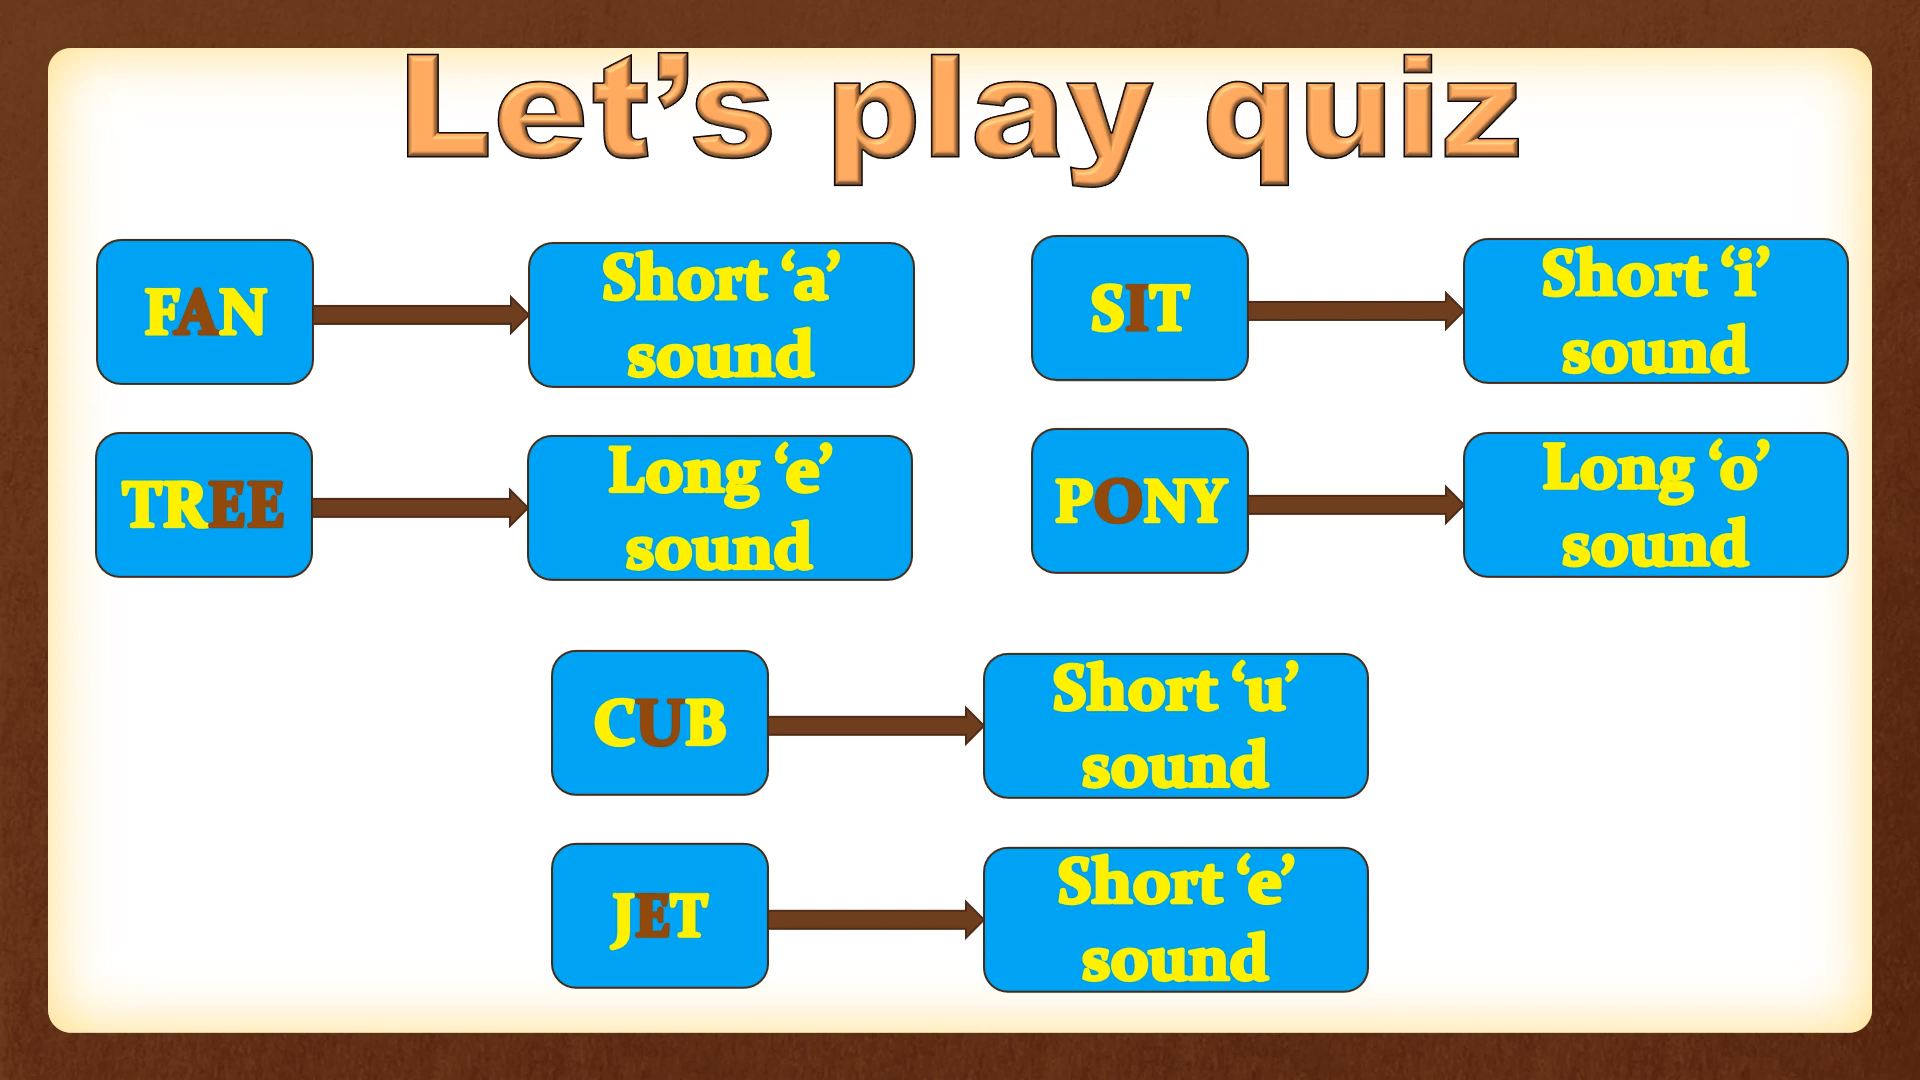 Let’s play quiz
FAN
Short ‘a’
sound
SIT
Short ‘i’
sound
TREE
Long ‘e’
sound
PONY
Long ‘o’
sound
CUB
Short ‘u’
sound
JET
Short ‘e’
sound